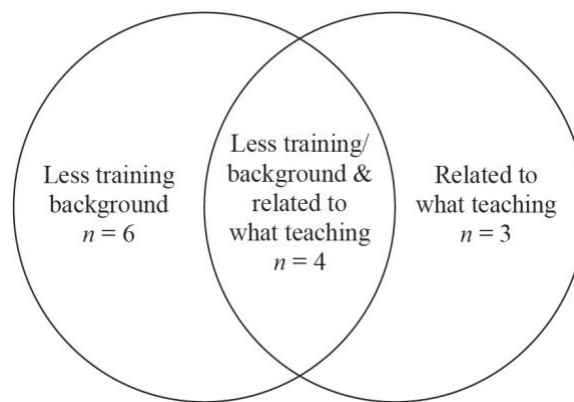 Less training
background
n = 6
Less training/
background &
related to
what teaching
n = 4
Related to
what teaching
n = 3